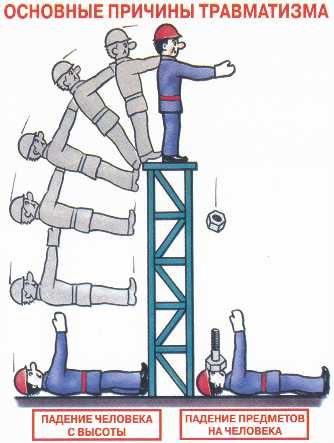 ОСНОВНЫЕ ПРИЧИНЫ ТРАВМАТИЗМА
ПАДЕНИЕ ЧЕЛОВЕКА
С ВЫСОТЫ
ПАДЕНИЕ ПРЕДМЕТОВ
НА ЧЕЛОВЕКА